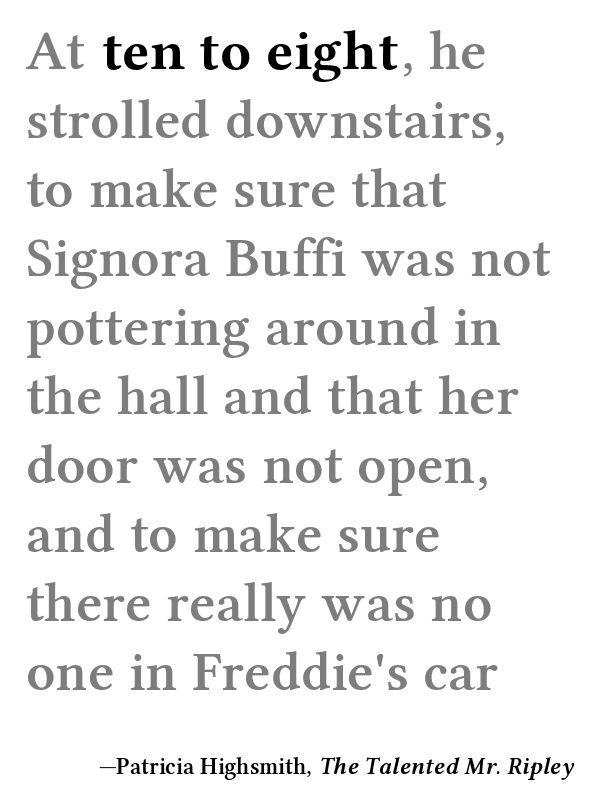 At ten to eight, he
strolled downstairs,
to make sure that
Signora Buffi was not
pottering around in
the hall and that her
door was not open,
and to make sure
there really was no
one in Freddie's car
—Patricia Highsmith, The Talented Mr. Ripley